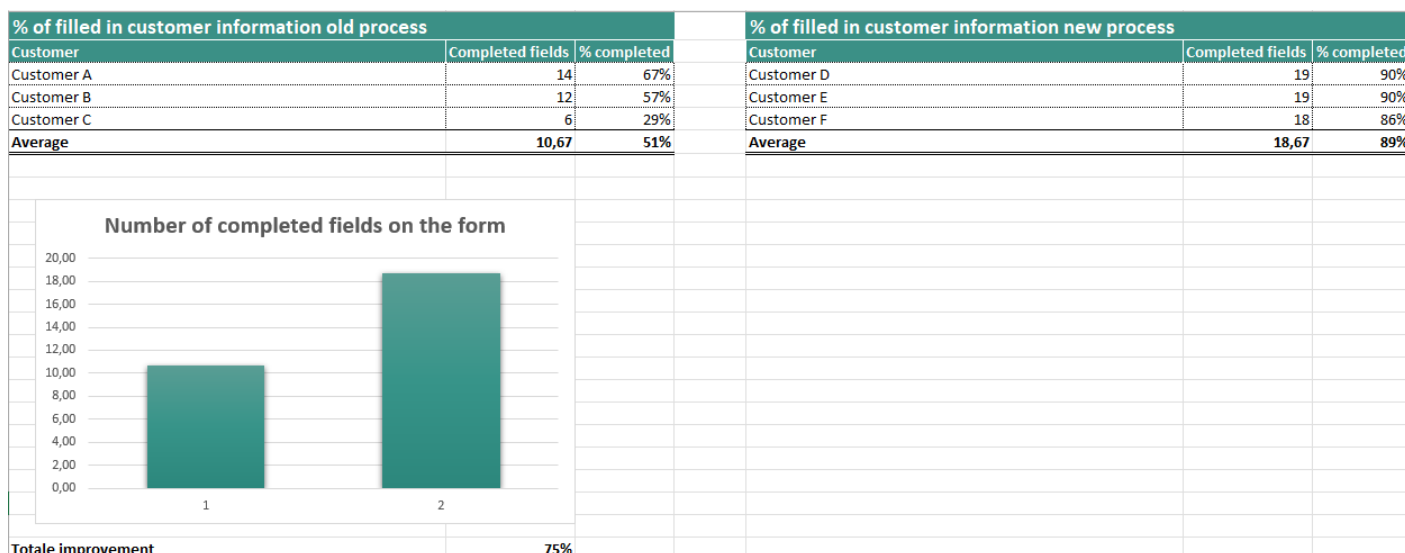 % of filled in customer information old process
Customer Completed fields % completed
Customer A 14 67%
Customer B 12 57%
Customer C 6 29%
Average 10,67 51%
% of filled in customer information new process
Customer Completed fields % completed
Customer D 19 90%
Customer E 19 90%
Customer F 18 86%
Average 18,67 89%
Number of completed fields on the form
20,00
18,00
16,00
14,00
12,00
10,00
8,00
6,00
4,00
2,00
0,00
1 2
Totale improvement 75%